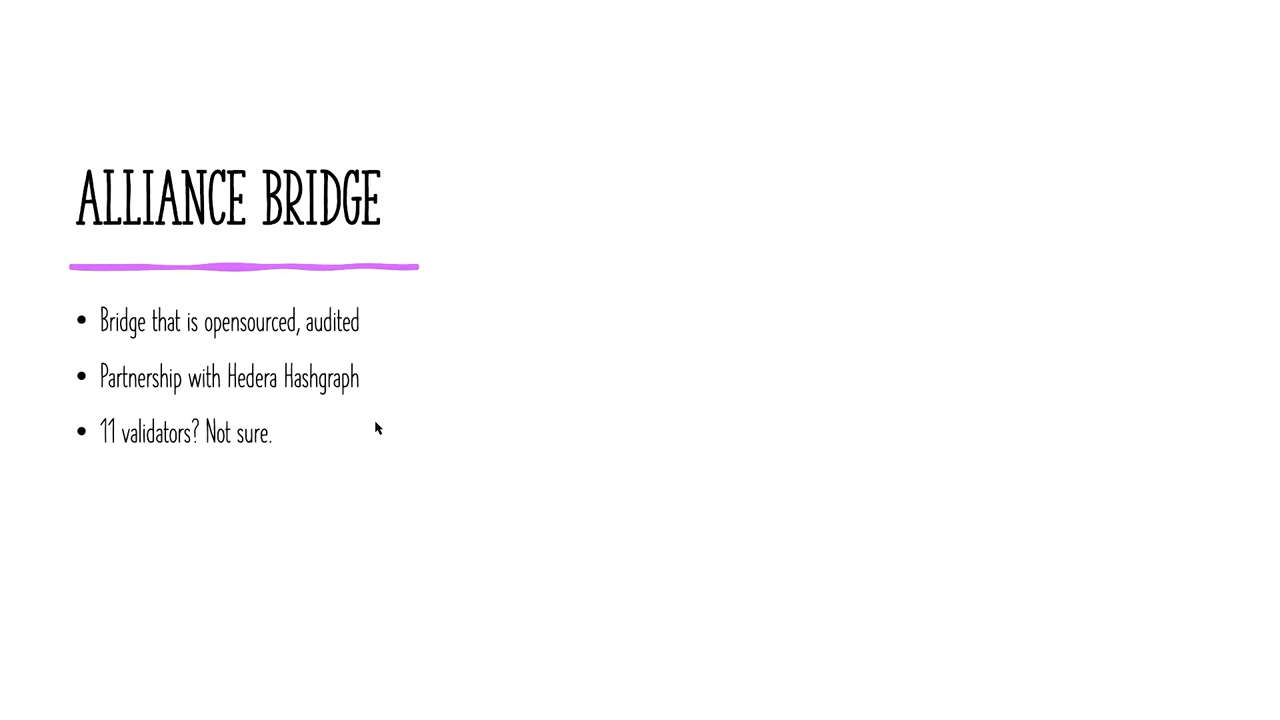 ALLIANCE BRIDGE
• Bridge that is opensourced, audited
• Partnership with Hedera Hashgraph
• 11 validators? Not sure.